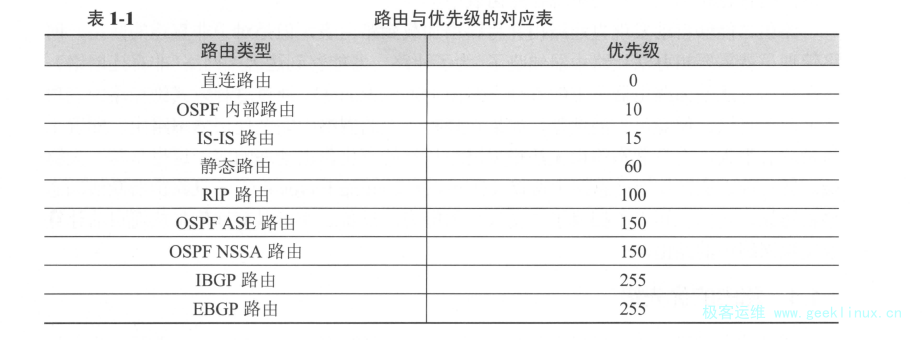 表 1-1 路由与优先级的对应表
路由类型 优先级
直连路由 0
OSPF 内部路由 10
IS-IS 路由 15
静态路由 60
RIP 路由 100
OSPF ASE 路由 150
OSPF NSSA 路由 150
IBGP 路由 255
EBGP 路由 255
极客运维 www.geeklinux.cn